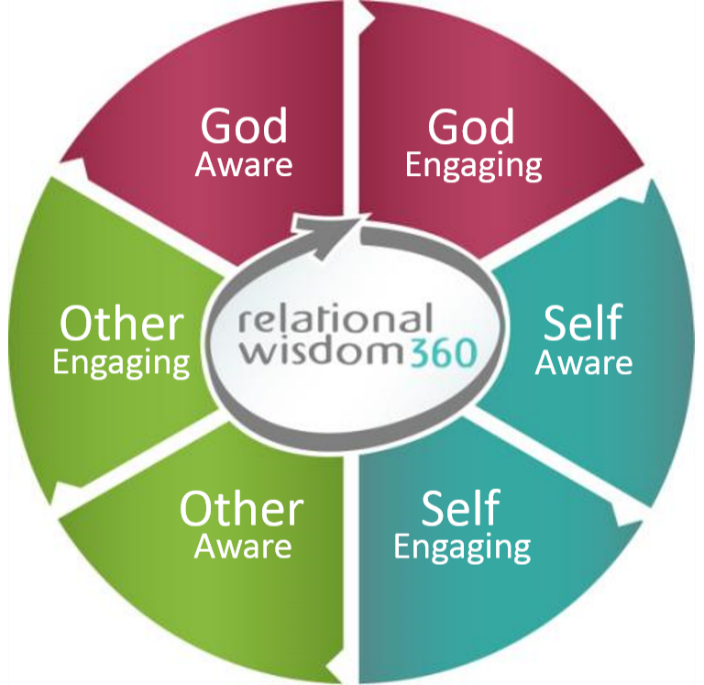 God
Aware
God
Engaging
Other
Engaging
relational
wisdom360
Self
Aware
Other
Aware
Self
Engaging